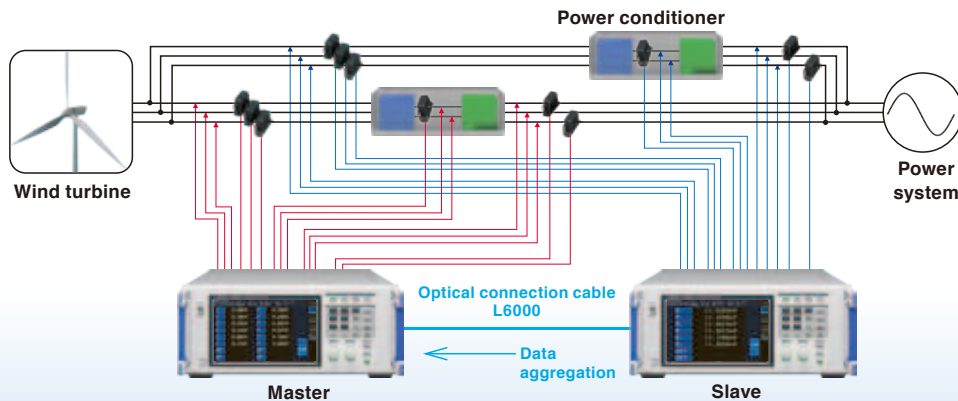 Power conditioner
Wind turbine
Power
system
Optical connection cable
L6000
Data
aggregation
Master
Slave